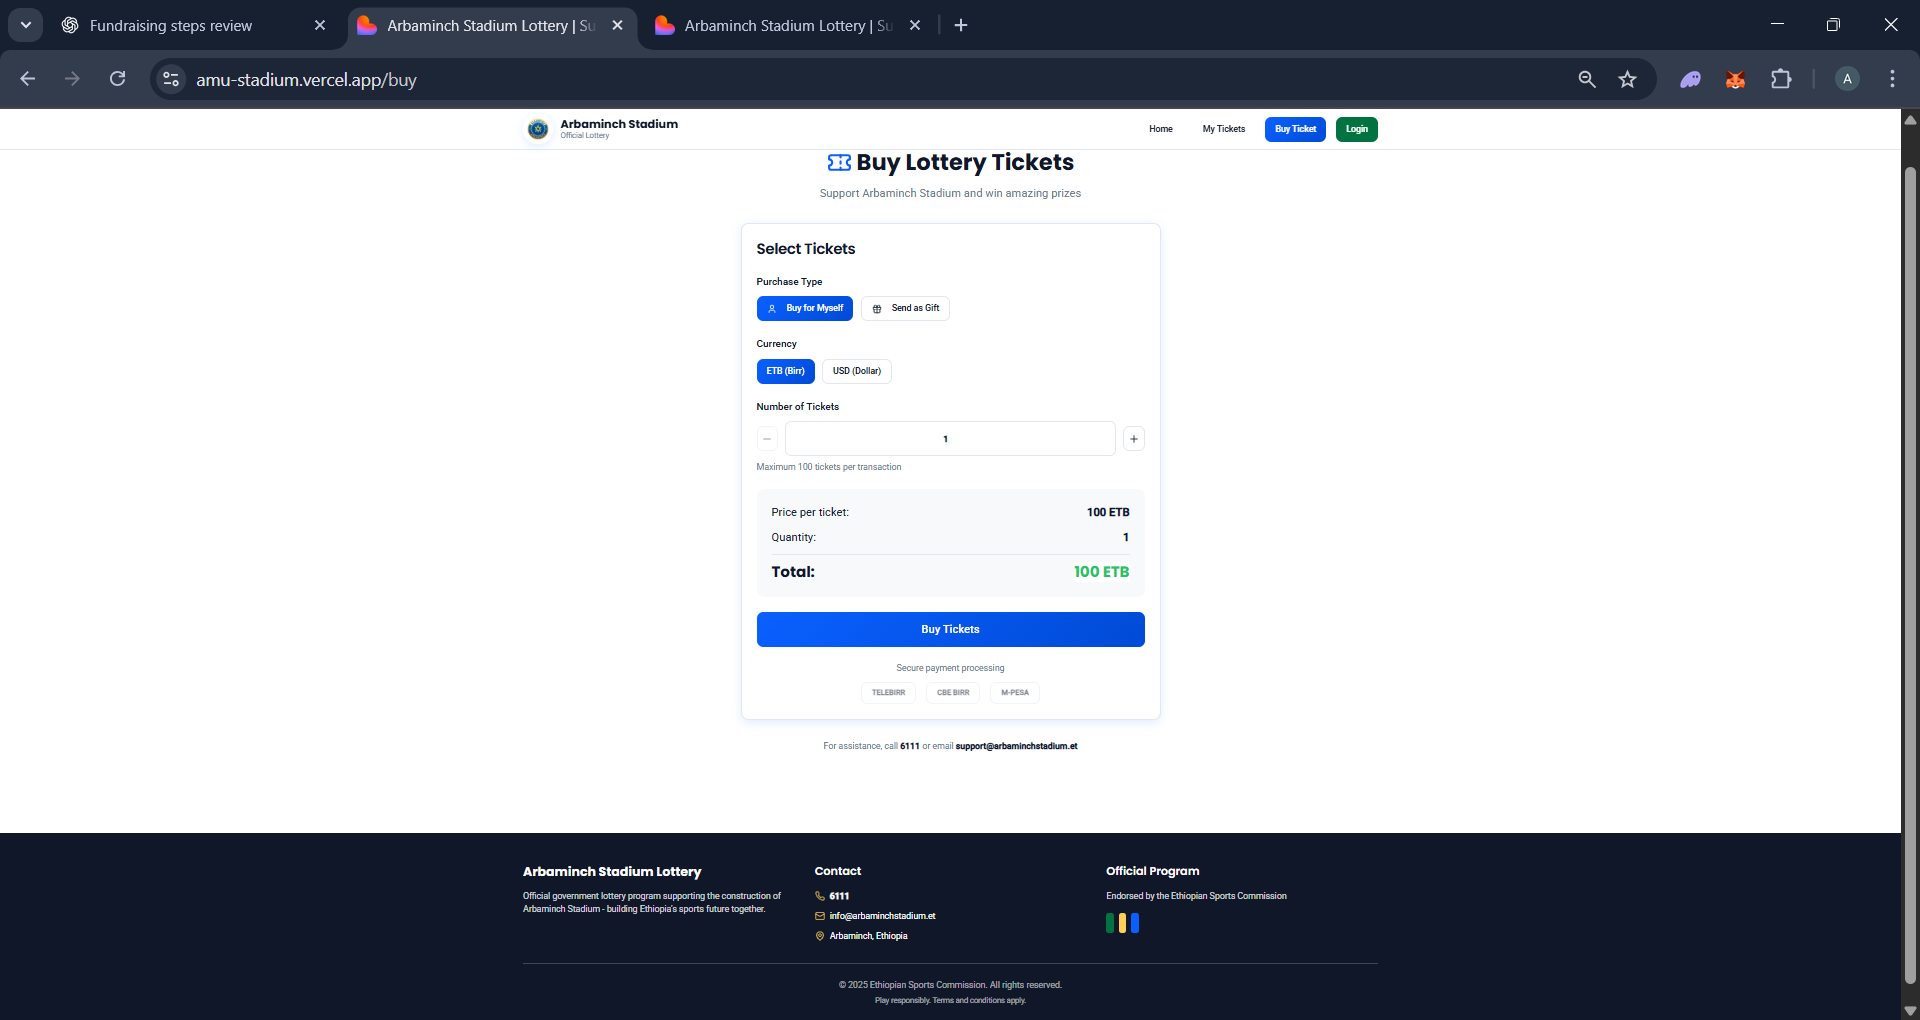 Fundraising steps review
Arbaminch Stadium Lottery | Su
Arbaminch Stadium Lottery | Su
amu-stadium.vercel.app/buy
A
Arbaminch Stadium
Official Lottery
Home
My Tickets
Buy Ticket
Login
Buy Lottery Tickets
Support Arbaminch Stadium and win amazing prizes
Select Tickets
Purchase Type
Buy for Myself
Send as Gift
Currency
ETB (Birr)
USD (Dollar)
Number of Tickets
1
Maximum 100 tickets per transaction
Price per ticket: 100 ETB
Quantity: 1
Total: 100 ETB
Buy Tickets
Secure payment processing
TELEBIRR
CBE BIRR
M-PESA
For assistance, call 6111 or email support@arbaminchstadium.et
Arbaminch Stadium Lottery
Official government lottery program supporting the construction of
Arbaminch Stadium - building Ethiopia's sports future together.
Contact
6111
info@arbaminchstadium.et
Arbaminch, Ethiopia
Official Program
Endorsed by the Ethiopian Sports Commission
© 2025 Ethiopian Sports Commission. All rights reserved.
Play responsibly. Terms and conditions apply.